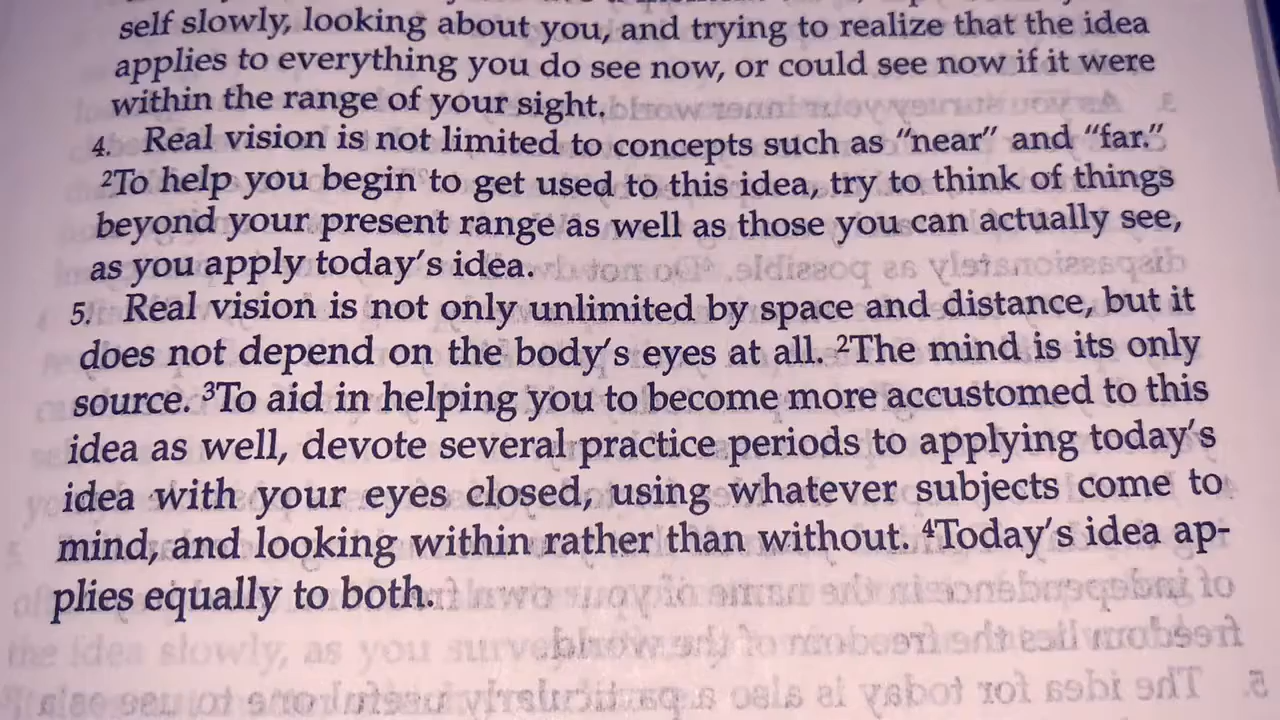 self slowly, looking about you, and trying to realize that the idea
applies to everything you do see now, or could see now if it were
within the range of your sight.
4. Real vision is not limited to concepts such as “near” and “far.”
²To help you begin to get used to this idea, try to think of things
beyond your present range as well as those you can actually see,
as you apply today’s idea.
5. Real vision is not only unlimited by space and distance, but it
does not depend on the body’s eyes at all. ²The mind is its only
source. ³To aid in helping you to become more accustomed to this
idea as well, devote several practice periods to applying today’s
idea with your eyes closed, using whatever subjects come to
mind, and looking within rather than without. ⁴Today’s idea ap-
plies equally to both.